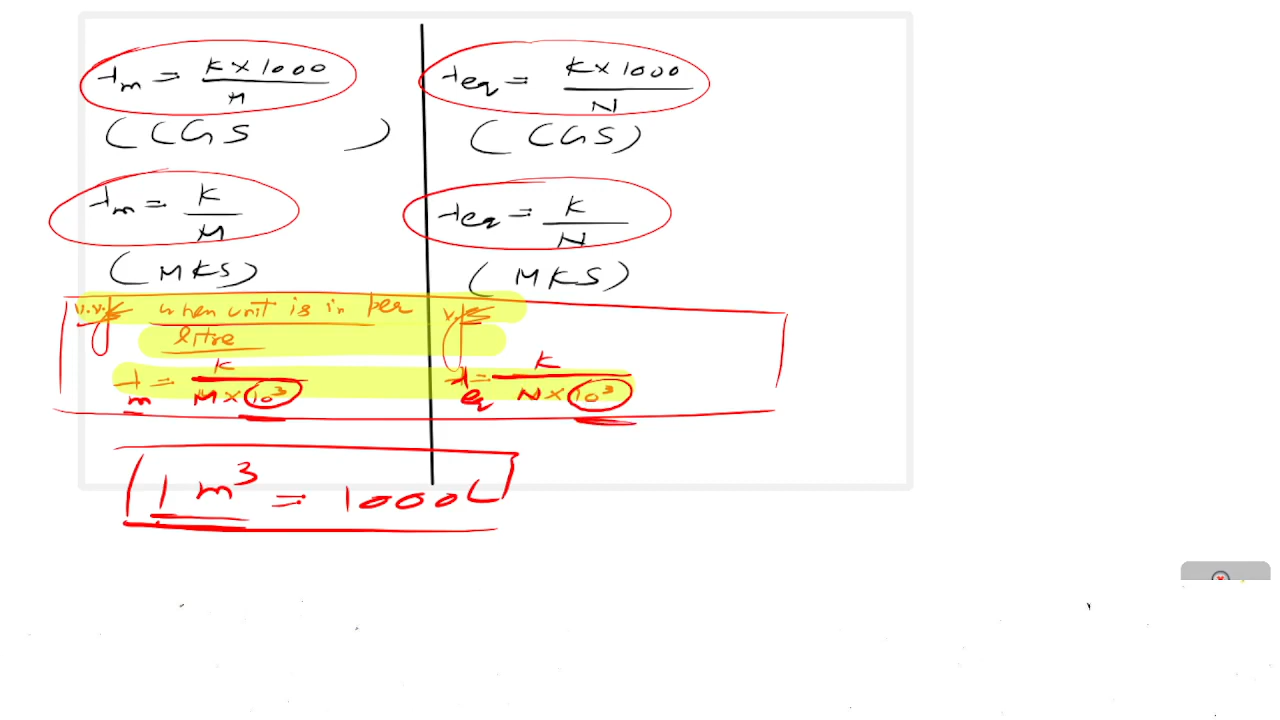 λm = K × 1000 / M
(CGS)
λeq = K × 1000 / N
(CGS)
λm = K / M
(MKS)
λeq = K / N
(MKS)
v.v. when unit is in per
litre
λm = K / M × 10³
λeq = K / N × 10³
1 m³ = 1000L